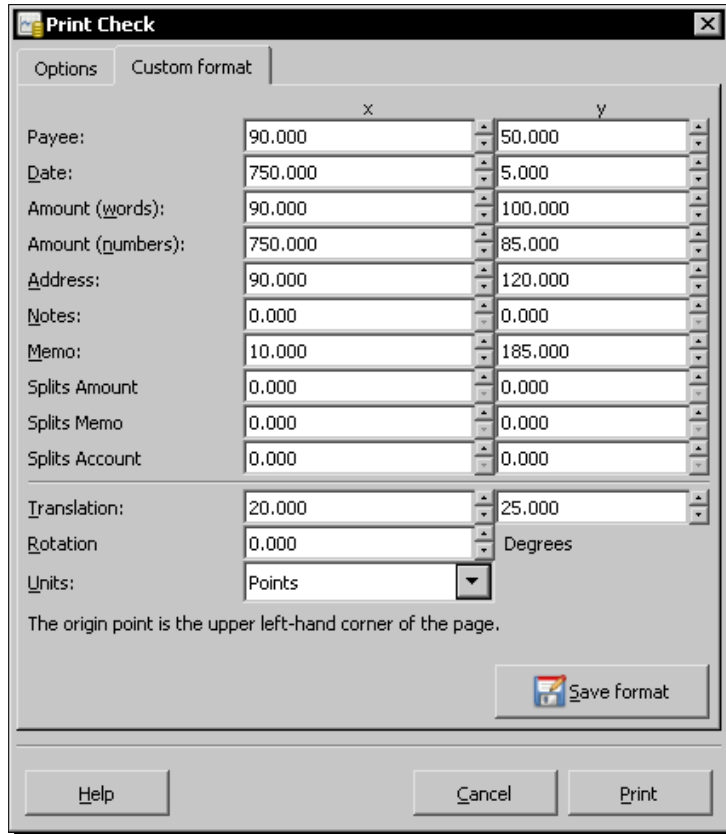 Print Check
Options Custom format
x y
Payee: 90.000 50.000
Date: 750.000 5.000
Amount (words): 90.000 100.000
Amount (numbers): 750.000 85.000
Address: 90.000 120.000
Notes: 0.000 0.000
Memo: 10.000 185.000
Splits Amount 0.000 0.000
Splits Memo 0.000 0.000
Splits Account 0.000 0.000
Translation: 20.000 25.000
Rotation 0.000 Degrees
Units: Points
The origin point is the upper left-hand corner of the page.
Save format
Help Cancel Print